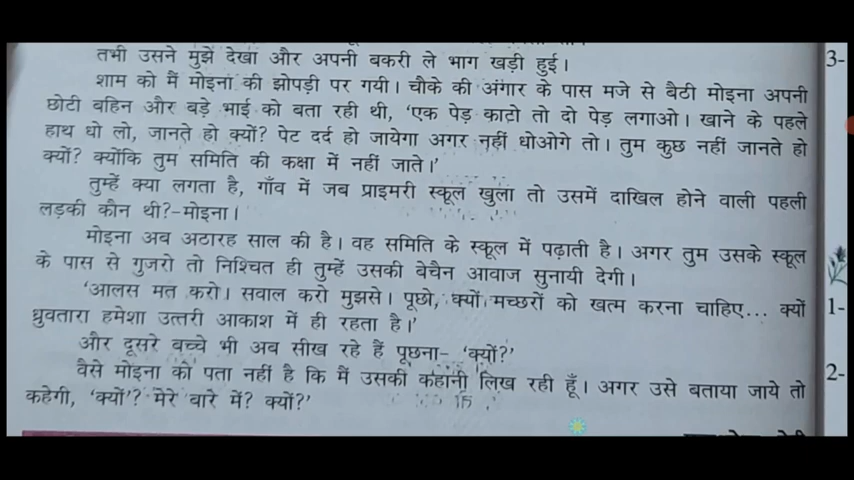 तभी उसने मुझे देखा और अपनी बकरी ले भाग खड़ी हुई।
3-
शाम को मैं मोइना की झोपड़ी पर गयी। चौके की अंगार के पास मजे से बैठी मोइना अपनी
छोटी बहिन और बड़े भाई को बता रही थी, 'एक पेड़ काटो तो दो पेड़ लगाओ। खाने के पहले
हाथ धो लो, जानते हो क्यों? पेट दर्द हो जायेगा अगर नहीं धोओगे तो। तुम कुछ नहीं जानते हो
क्यों? क्योंकि तुम समिति की कक्षा में नहीं जाते।'
तुम्हें क्या लगता है, गाँव में जब प्राइमरी स्कूल खुला तो उसमें दाखिल होने वाली पहली
लड़की कौन थी?-मोइना।
मोइना अब अठारह साल की है। वह समिति के स्कूल में पढ़ाती है। अगर तुम उसके स्कूल
के पास से गुजरो तो निश्चित ही तुम्हें उसकी बेचैन आवाज सुनायी देगी।
'आलस मत करो। सवाल करो मुझसे। पूछो, क्यों मच्छरों को खत्म करना चाहिए... क्यों
1-
ध्रुवतारा हमेशा उत्तरी आकाश में ही रहता है।'
और दूसरे बच्चे भी अब सीख रहे हैं पूछना- 'क्यों?'
वैसे मोइना को पता नहीं है कि मैं उसकी कहानी लिख रही हूँ। अगर उसे बताया जाये तो
2-
कहेगी, 'क्यों'? मेरे बारे में? क्यों?'